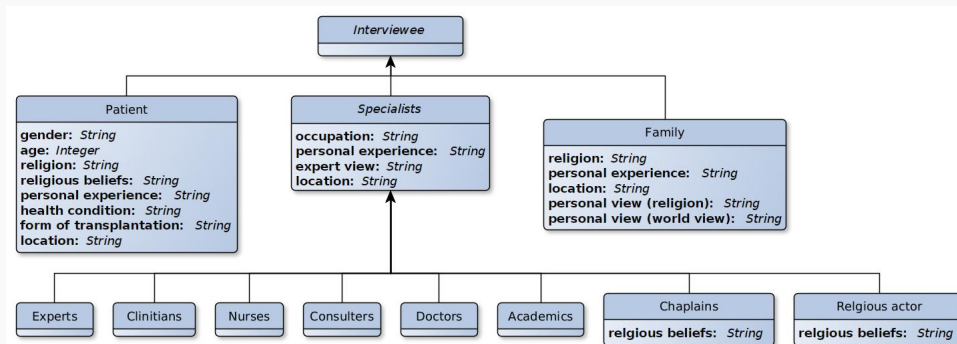 Interviewee
Patient
gender: String
age: Integer
religion: String
religious beliefs: String
personal experience: String
health condition: String
form of transplantation: String
location: String
Specialists
occupation: String
personal experience: String
expert view: String
location: String
Family
religion: String
personal experience: String
location: String
personal view (religion): String
personal view (world view): String
Experts
Clinitians
Nurses
Consulters
Doctors
Academics
Chaplains
relgious beliefs: String
Relgious actor
relgious beliefs: String